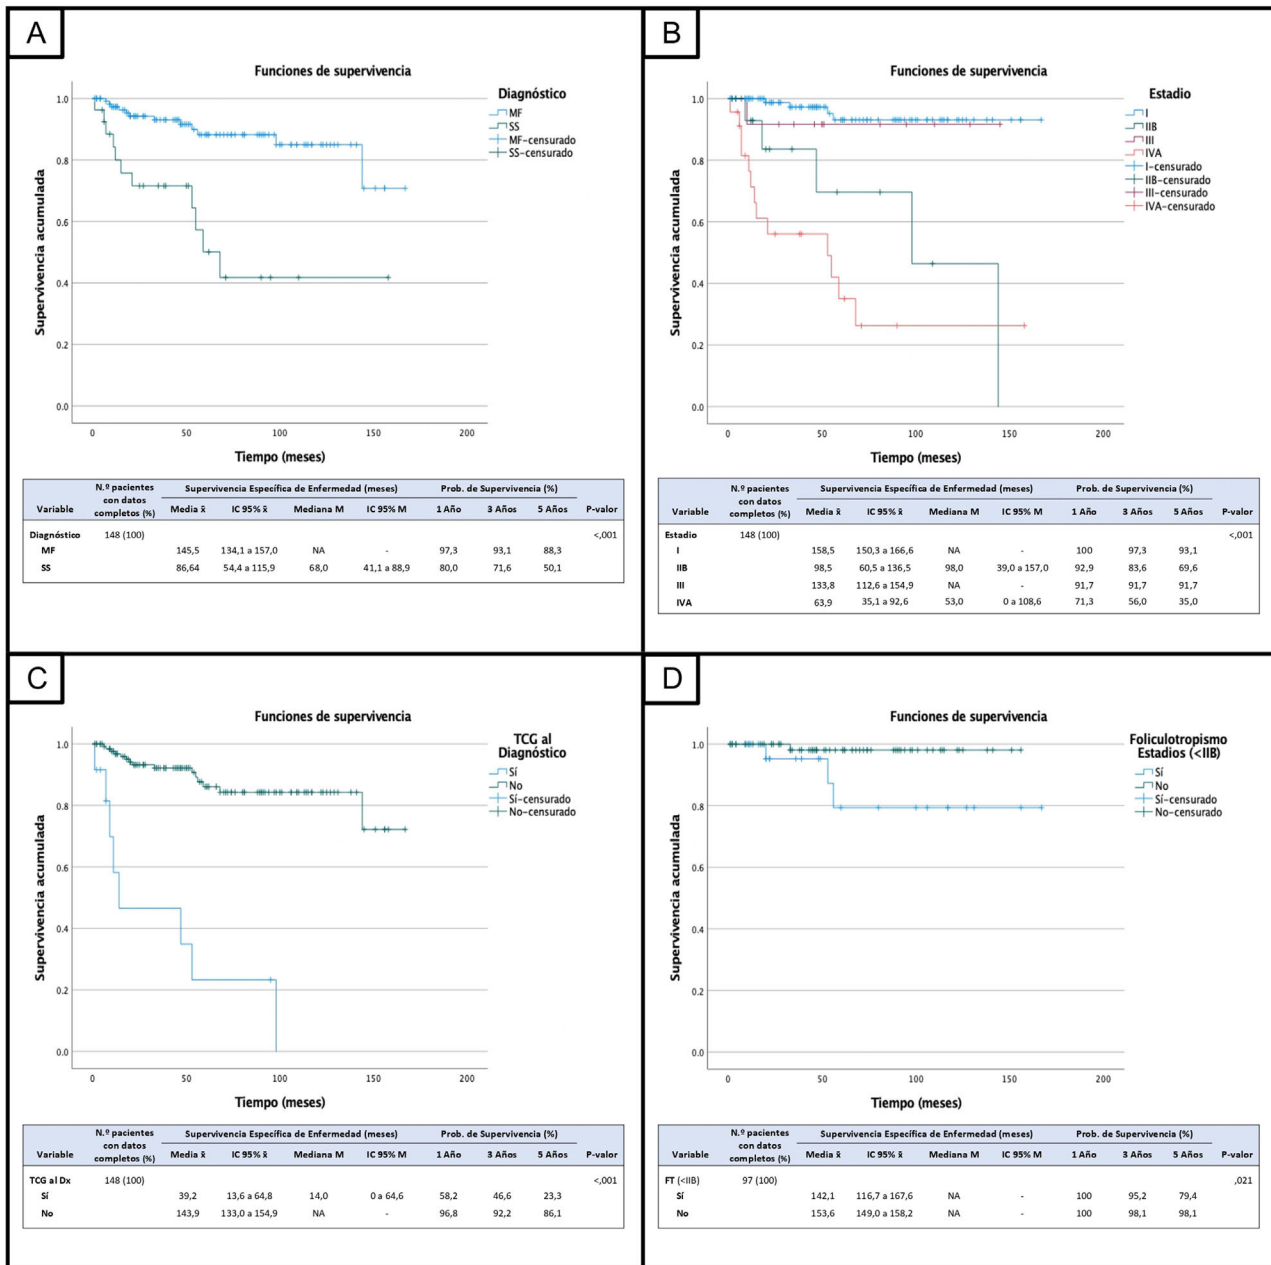 A
Funciones de supervivencia
Diagnóstico
MF
SS
MF-censurado
SS-censurado
Supervivencia acumulada
1.0
0.8
0.6
0.4
0.2
0.0
0 50 100 150 200
Tiempo (meses)
N.º pacientes con datos completos (%) Supervivencia Específica de Enfermedad (meses) Prob. de Supervivencia (%)
Variable Media x̄ IC 95% x̄ Mediana M IC 95% M 1 Año 3 Años 5 Años P-valor
Diagnóstico 148 (100) <,001
MF 145,5 134,1 a 157,0 NA - 97,3 93,1 88,3
SS 86,64 54,4 a 115,9 68,0 41,1 a 88,9 80,0 71,6 50,1
B
Funciones de supervivencia
Estadio
I
IIB
III
IVA
I-censurado
IIB-censurado
III-censurado
IVA-censurado
Supervivencia acumulada
1.0
0.8
0.6
0.4
0.2
0.0
0 50 100 150 200
Tiempo (meses)
N.º pacientes con datos completos (%) Supervivencia Específica de Enfermedad (meses) Prob. de Supervivencia (%)
Variable Media x̄ IC 95% x̄ Mediana M IC 95% M 1 Año 3 Años 5 Años P-valor
Estadio 148 (100) <,001
I 158,5 150,3 a 166,6 NA - 100 97,3 93,1
IIB 98,5 60,5 a 136,5 98,0 39,0 a 157,0 92,9 83,6 69,6
III 133,8 112,6 a 154,9 NA - 91,7 91,7 91,7
IVA 63,9 35,1 a 92,6 53,0 0 a 108,6 71,3 56,0 35,0
C
Funciones de supervivencia
TCG al
Diagnóstico
Sí
No
Sí-censurado
No-censurado
Supervivencia acumulada
1.0
0.8
0.6
0.4
0.2
0.0
0 50 100 150 200
Tiempo (meses)
N.º pacientes con datos completos (%) Supervivencia Específica de Enfermedad (meses) Prob. de Supervivencia (%)
Variable Media x̄ IC 95% x̄ Mediana M IC 95% M 1 Año 3 Años 5 Años P-valor
TCG al Dx 148 (100) <,001
Sí 39,2 13,6 a 64,8 14,0 0 a 64,6 58,2 46,6 23,3
No 143,9 133,0 a 154,9 NA - 96,8 92,2 86,1
D
Funciones de supervivencia
Foliculotropismo
Estadios (<IIB)
Sí
No
Sí-censurado
No-censurado
Supervivencia acumulada
1.0
0.8
0.6
0.4
0.2
0.0
0 50 100 150 200
Tiempo (meses)
N.º pacientes con datos completos (%) Supervivencia Específica de Enfermedad (meses) Prob. de Supervivencia (%)
Variable Media x̄ IC 95% x̄ Mediana M IC 95% M 1 Año 3 Años 5 Años P-valor
FT (<IIB) 97 (100) ,021
Sí 142,1 116,7 a 167,6 NA - 100 95,2 79,4
No 153,6 149,0 a 158,2 NA - 100 98,1 98,1